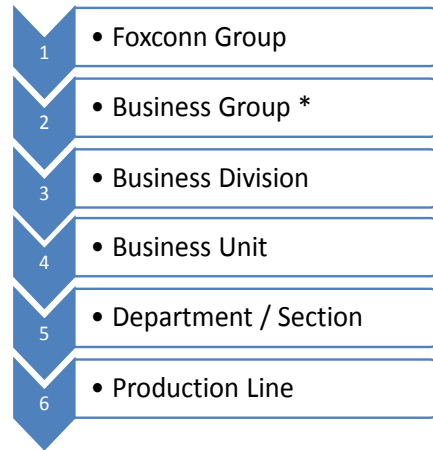 1 • Foxconn Group
2 • Business Group *
3 • Business Division
4 • Business Unit
5 • Department / Section
6 • Production Line